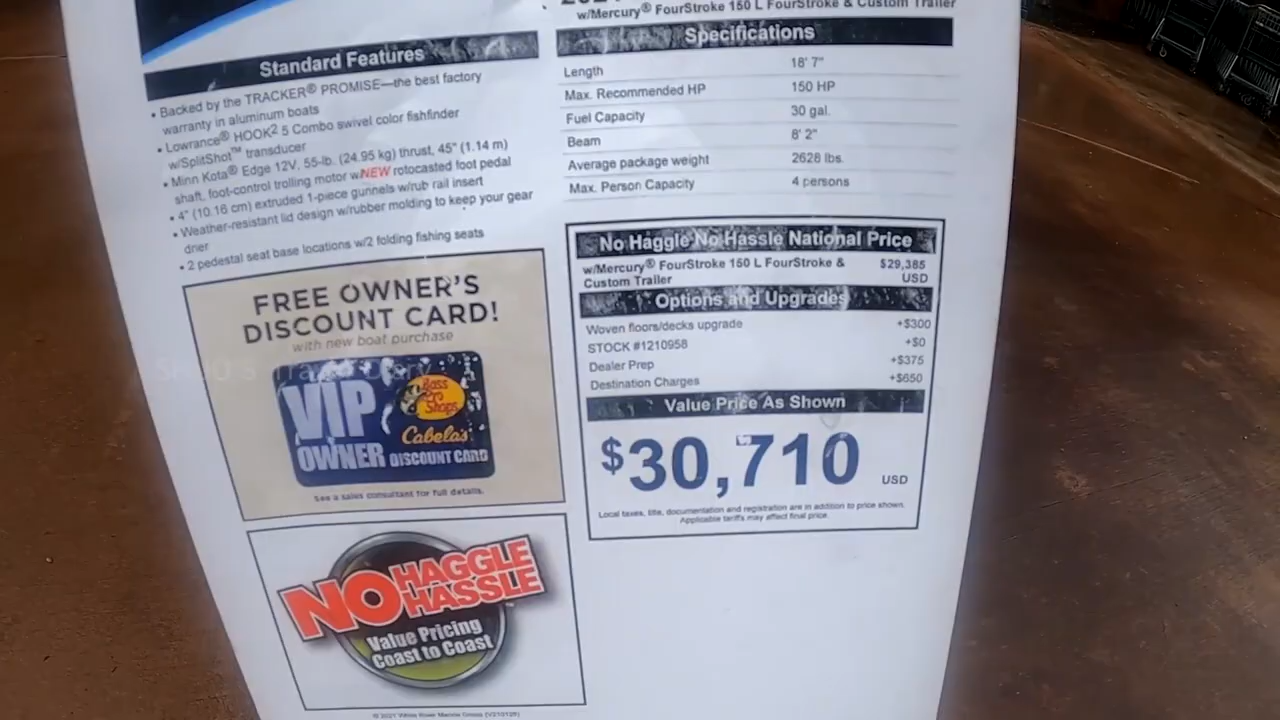 w/Mercury® FourStroke 150 L FourStroke & Custom Trailer
Standard Features
• Backed by the TRACKER® PROMISE—the best factory
warranty in aluminum boats
• Lowrance® HOOK² 5 Combo swivel color fishfinder
w/SplitShot™ transducer
• Minn Kota® Edge 12V, 55-lb. (24.95 kg) thrust, 45" (1.14 m)
shaft, foot-control trolling motor w/NEW rotocasted foot pedal
• 4" (10.16 cm) extruded 1-piece gunnels w/rub rail insert
• Weather-resistant lid design w/rubber molding to keep your gear
drier
• 2 pedestal seat base locations w/2 folding fishing seats
FREE OWNER'S
DISCOUNT CARD!
with new boat purchase
VIP
OWNER DISCOUNT CARD
Bass
Pro
Shops
Cabela's
See a sales consultant for full details.
NO HAGGLE
HASSLE
Value Pricing
Coast to Coast
© 2021 White River Marine Group
Specifications
Length 18' 7"
Max. Recommended HP 150 HP
Fuel Capacity 30 gal.
Beam 8' 2"
Average package weight 2628 lbs.
Max. Person Capacity 4 persons
No Haggle No Hassle National Price
w/Mercury® FourStroke 150 L FourStroke & $29,385
Custom Trailer USD
Options and Upgrades
Woven floors/decks upgrade +$300
STOCK #1210958 +$0
Dealer Prep +$375
Destination Charges +$650
Value Price As Shown
$30,710 USD
Local taxes, title, documentation and registration are in addition to price shown.
Applicable tariffs may affect final price.